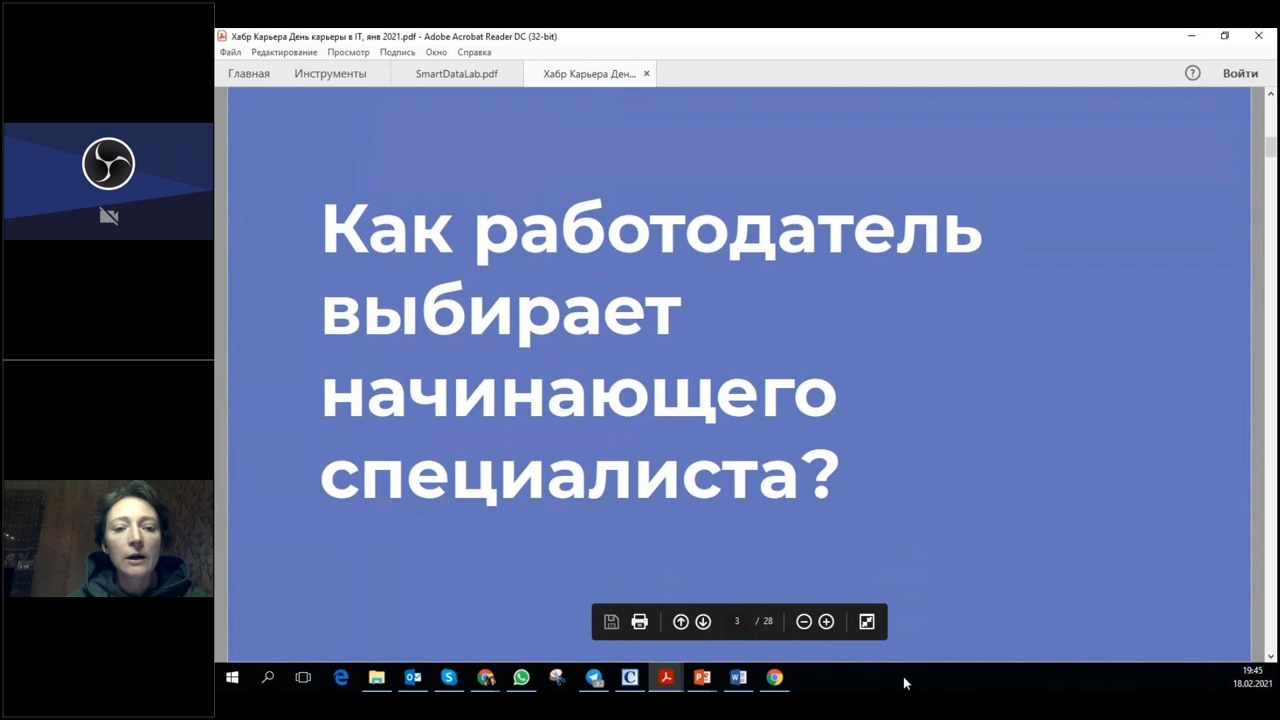 Хабр Карьера День карьеры в IT, янв 2021.pdf - Adobe Acrobat Reader DC (32-bit)
Файл Редактирование Просмотр Подпись Окно Справка
Главная Инструменты SmartDataLab.pdf Хабр Карьера Ден... Войти
Как работодатель
выбирает
начинающего
специалиста?
3 / 28
19:45
18.02.2021